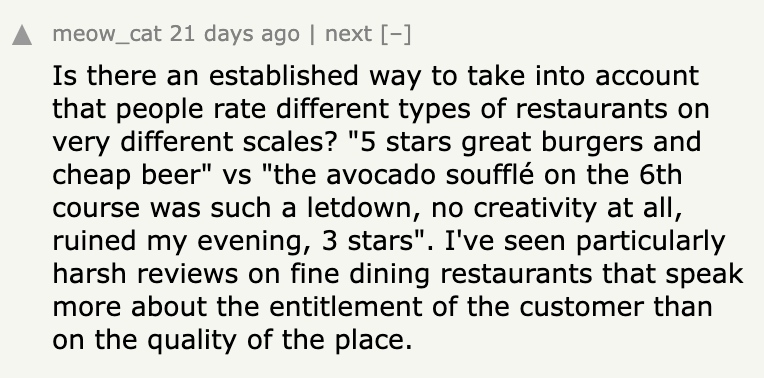 meow_cat 21 days ago | next [–]
Is there an established way to take into account
that people rate different types of restaurants on
very different scales? "5 stars great burgers and
cheap beer" vs "the avocado soufflé on the 6th
course was such a letdown, no creativity at all,
ruined my evening, 3 stars". I've seen particularly
harsh reviews on fine dining restaurants that speak
more about the entitlement of the customer than
on the quality of the place.